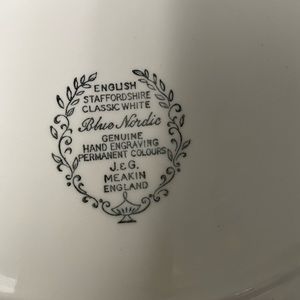 ENGLISH
STAFFORDSHIRE
CLASSIC WHITE
Blue Nordic
GENUINE
HAND ENGRAVING
PERMANENT COLOURS
J.&G.
MEAKIN
ENGLAND